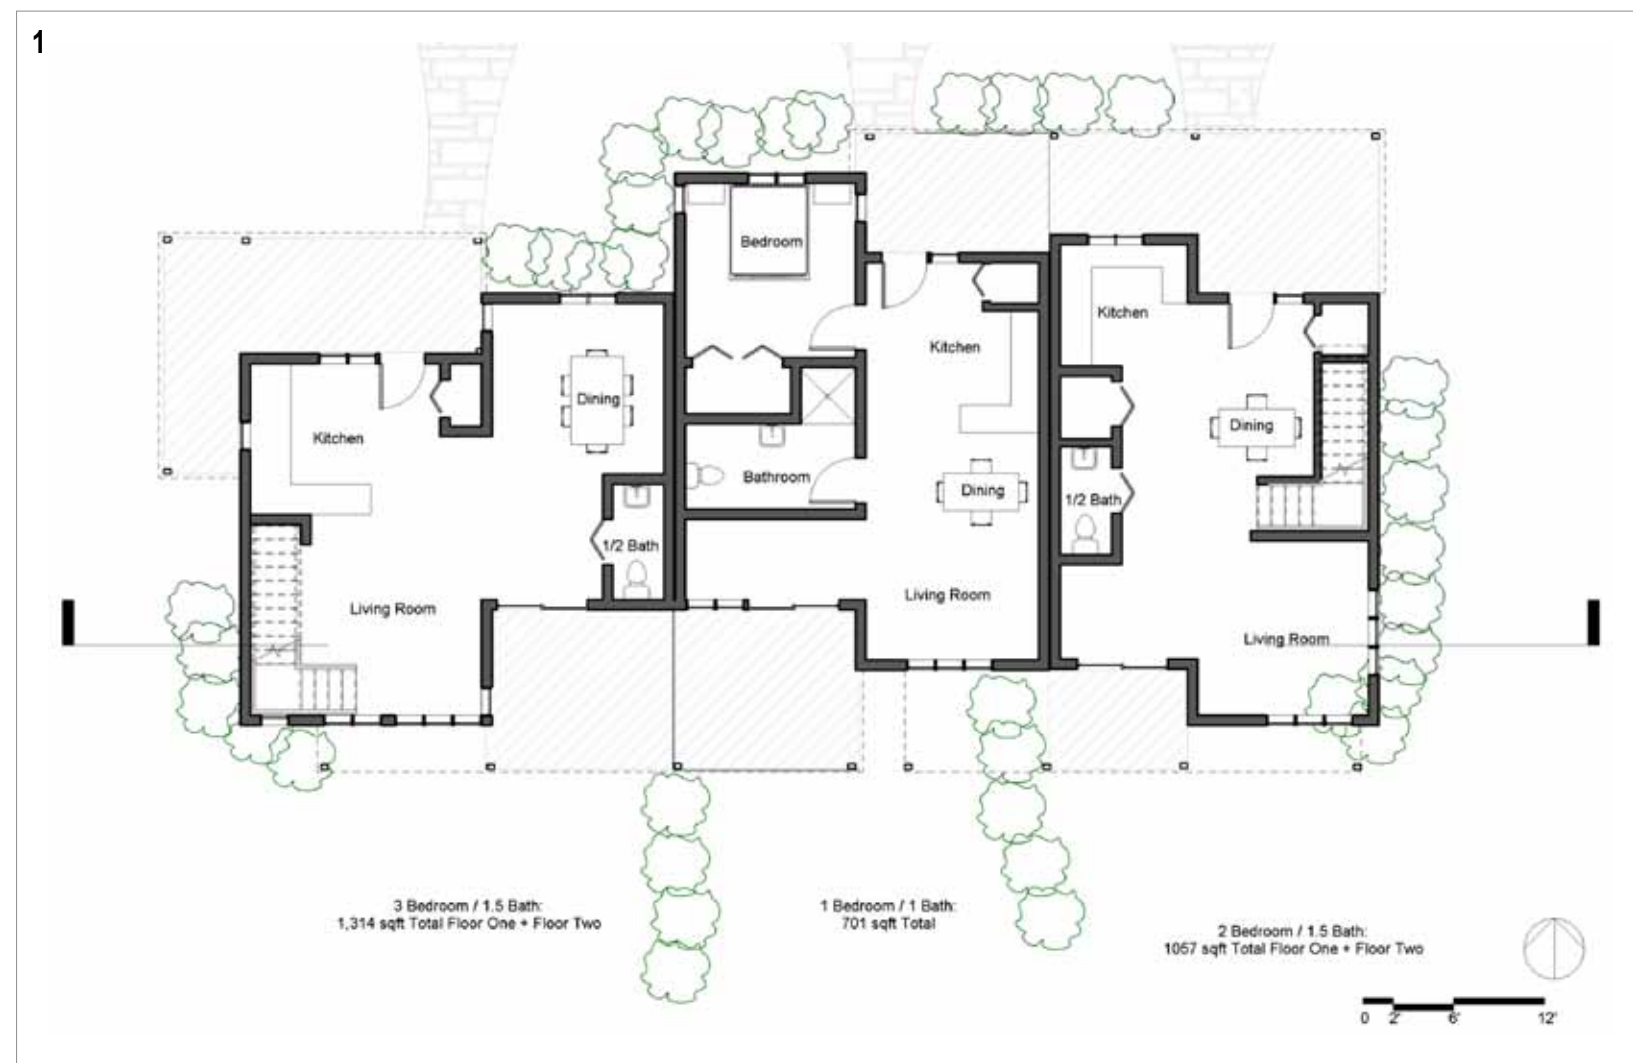 1
Bedroom
Kitchen
Kitchen
Dining
Dining
Kitchen
Bathroom
Dining
1/2 Bath
1/2 Bath
Living Room
Living Room
Living Room
3 Bedroom / 1.5 Bath:
1,314 sqft Total Floor One + Floor Two
1 Bedroom / 1 Bath:
701 sqft Total
2 Bedroom / 1.5 Bath:
1057 sqft Total Floor One + Floor Two
0 2' 6' 12'